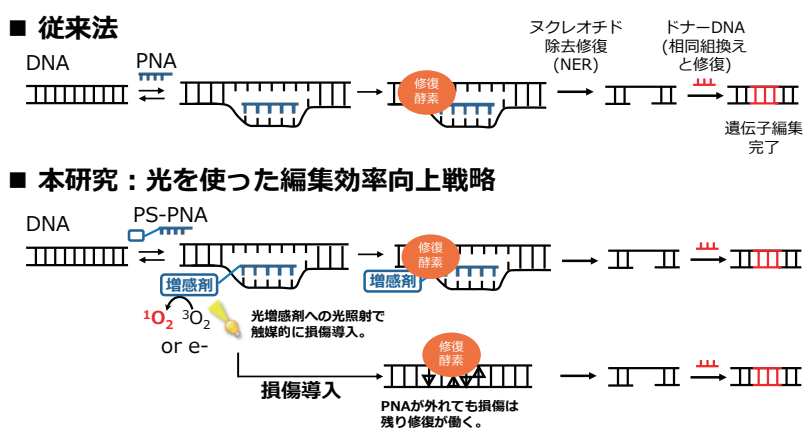 ■ 従来法
DNA
PNA
修復
酵素
ヌクレオチド
除去修復
(NER)
ドナーDNA
(相同組換え
と修復)
遺伝子編集
完了
■ 本研究：光を使った編集効率向上戦略
DNA
PS-PNA
増感剤
¹O₂ ³O₂
or e-
光増感剤への光照射で
触媒的に損傷導入。
修復
酵素
増感剤
損傷導入
修復
酵素
PNAが外れても損傷は
残り修復が働く。